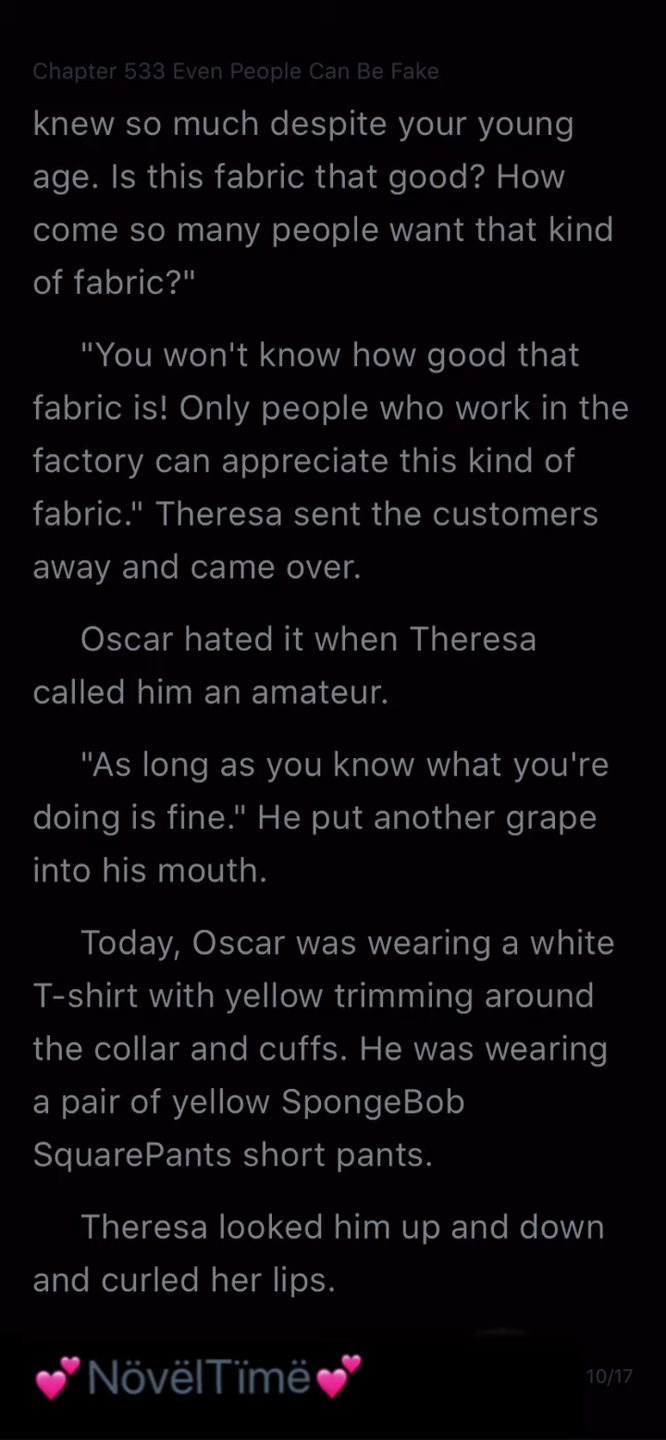 Chapter 533 Even People Can Be Fake
knew so much despite your young
age. Is this fabric that good? How
come so many people want that kind
of fabric?"
"You won't know how good that
fabric is! Only people who work in the
factory can appreciate this kind of
fabric." Theresa sent the customers
away and came over.
Oscar hated it when Theresa
called him an amateur.
"As long as you know what you're
doing is fine." He put another grape
into his mouth.
Today, Oscar was wearing a white
T-shirt with yellow trimming around
the collar and cuffs. He was wearing
a pair of yellow SpongeBob
SquarePants short pants.
Theresa looked him up and down
and curled her lips.
💕NövëlTïmë💕
10/17